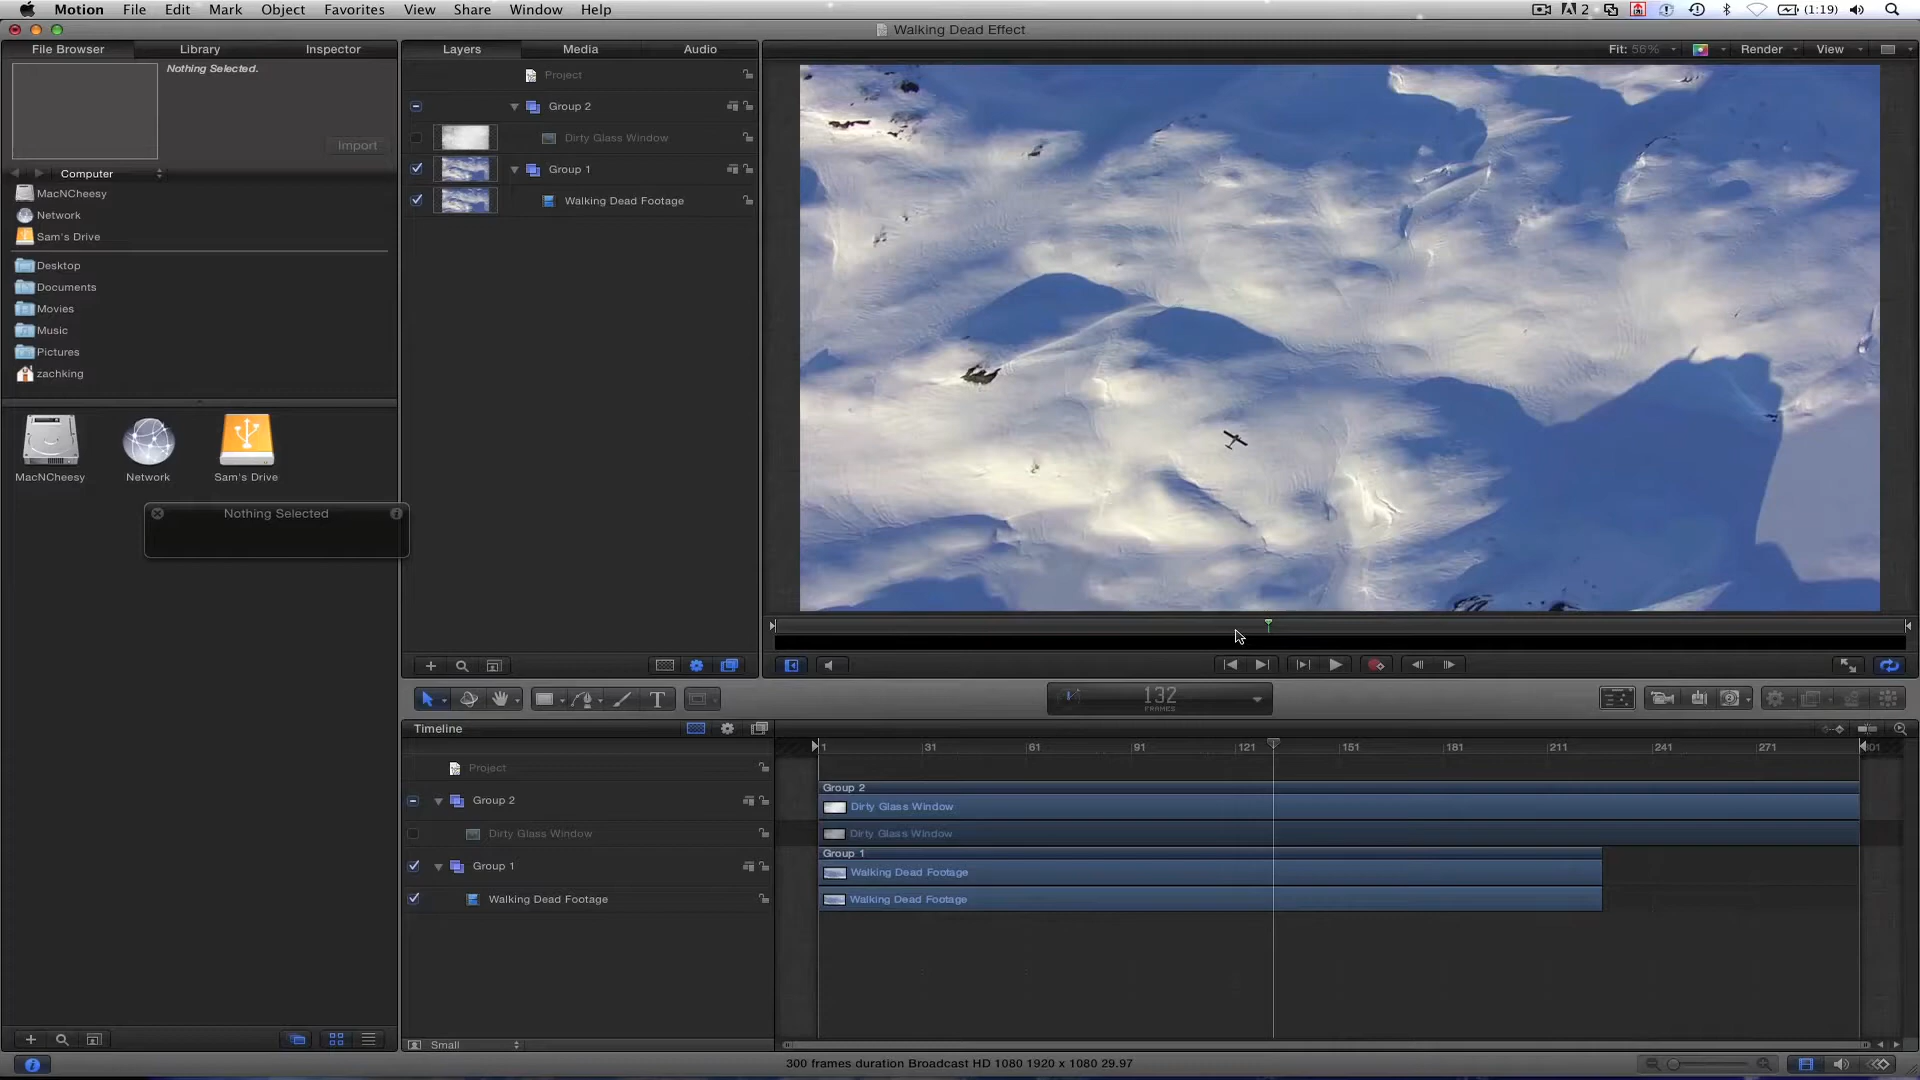 Motion File Edit Mark Object Favorites View Share Window Help
2 (1:19)
Walking Dead Effect
File Browser Library Inspector
Layers Media Audio
Fit: 56% Render View
Nothing Selected.
Import
Computer
MacNCheesy
Network
Sam's Drive
Desktop
Documents
Movies
Music
Pictures
zachking
MacNCheesy Network Sam's Drive
Nothing Selected
Project
Group 2
Dirty Glass Window
Group 1
Walking Dead Footage
T
132
FRAMES
Timeline
Project
Group 2
Dirty Glass Window
Group 1
Walking Dead Footage
Small
1 31 61 91 121 151 181 211 241 271 301
Group 2
Dirty Glass Window
Dirty Glass Window
Group 1
Walking Dead Footage
Walking Dead Footage
300 frames duration Broadcast HD 1080 1920 x 1080 29.97